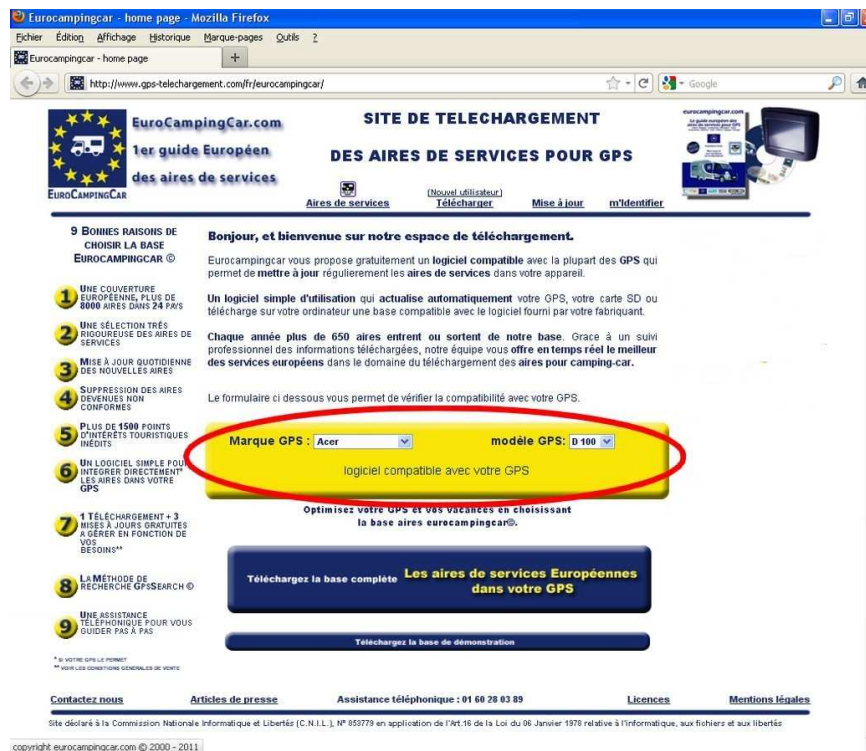 Eurocampingcar - home page - Mozilla Firefox
Fichier Édition Affichage Historique Marque-pages Outils ?
Eurocampingcar - home page +
http://www.gps-telechargement.com/fr/eurocampingcar/
Google
EuroCampingCar.com
1er guide Européen
des aires de services
EUROCAMPINGCAR
SITE DE TELECHARGEMENT
DES AIRES DE SERVICES POUR GPS
eurocampingcar.com
(Nouvel utilisateur)
Aires de services Télécharger Mise à jour m'Identifier
9 BONNES RAISONS DE
CHOISIR LA BASE
EUROCAMPINGCAR ©
1 UNE COUVERTURE
EUROPÉENNE, PLUS DE
8000 AIRES DANS 24 PAYS
2 UNE SÉLECTION TRÉS
RIGOUREUSE DES AIRES DE
SERVICES
3 MISE À JOUR QUOTIDIENNE
DES NOUVELLES AIRES
4 SUPPRESSION DES AIRES
DEVENUES NON
CONFORMES
5 PLUS DE 1500 POINTS
D'INTÉRÊTS TOURISTIQUES
INÉDITS
6 UN LOGICIEL SIMPLE POUR
INTEGRER DIRECTEMENT*
LES AIRES DANS VOTRE
GPS
7 1 TÉLÉCHARGEMENT + 3
MISES À JOURS GRATUITES
A GÉRER EN FONCTION DE
VOS
BESOINS**
8 LA MÉTHODE DE
RECHERCHE GPSSEARCH ©
9 UNE ASSISTANCE
TÉLÉPHONIQUE POUR VOUS
GUIDER PAS À PAS
* SI VOTRE GPS LE PERMET
** VOIR LES CONDITIONS GÉNÉRALES DE VENTE
Bonjour, et bienvenue sur notre espace de téléchargement.
Eurocampingcar vous propose gratuitement un logiciel compatible avec la plupart des GPS qui
permet de mettre à jour régulierement les aires de services dans votre appareil.
Un logiciel simple d'utilisation qui actualise automatiquement votre GPS, votre carte SD ou
télécharge sur votre ordinateur une base compatible avec le logiciel fourni par votre fabriquant.
Chaque année plus de 650 aires entrent ou sortent de notre base. Grace à un suivi
professionnel des informations téléchargées, notre équipe vous offre en temps réel le meilleur
des services européens dans le domaine du téléchargement des aires pour camping-car.
Le formulaire ci dessous vous permet de vérifier la compatibilité avec votre GPS.
Marque GPS : Acer modèle GPS: D 100
logiciel compatible avec votre GPS
Optimisez votre GPS et vos vacances en choisissant
la base aires eurocampingcar©.
Téléchargez la base complète Les aires de services Européennes
dans votre GPS
Téléchargez la base de démonstration
Contactez nous Articles de presse Assistance téléphonique : 01 60 28 03 89 Licences Mentions légales
Site déclaré à la Commission Nationale Informatique et Libertés (C.N.I.L.), N° 853779 en application de l'Art.16 de la Loi du 06 Janvier 1978 relative à l'informatique, aux fichiers et aux libertés
copyright eurocampingcar.com © 2000 - 2011